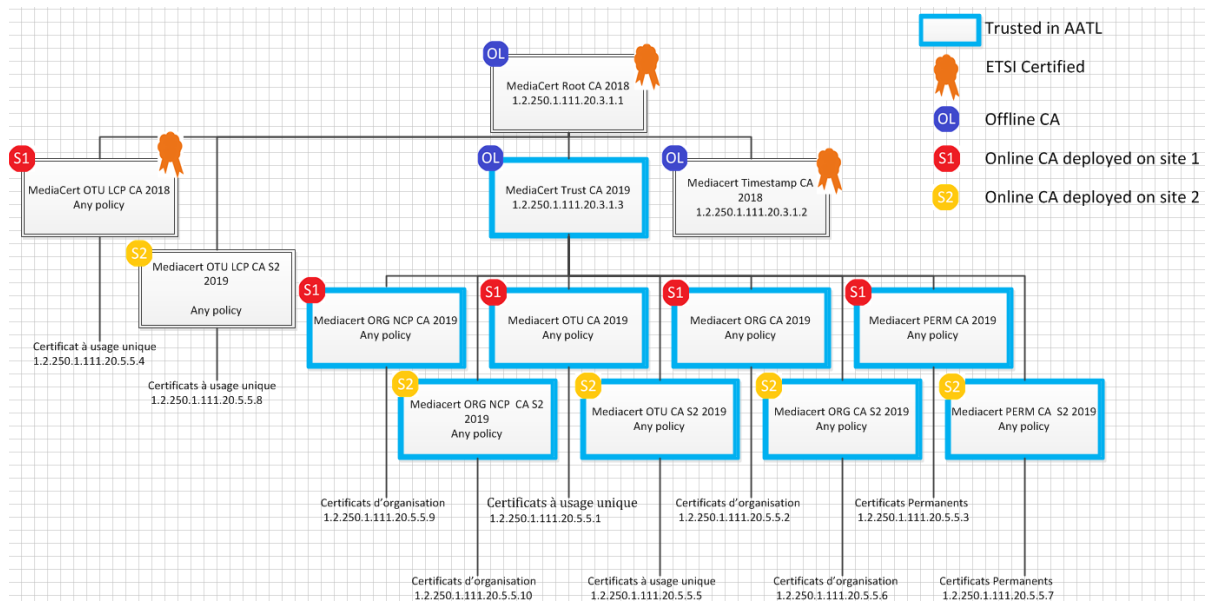 OL
MediaCert Root CA 2018
1.2.250.1.111.20.3.1.1
Trusted in AATL
ETSI Certified
OL
Offline CA
S1
Online CA deployed on site 1
S2
Online CA deployed on site 2
S1
MediaCert OTU LCP CA 2018
Any policy
OL
MediaCert Trust CA 2019
1.2.250.1.111.20.3.1.3
OL
Mediacert Timestamp CA
2018
1.2.250.1.111.20.3.1.2
S2
Mediacert OTU LCP CA S2
2019
Any policy
S1
Mediacert ORG NCP CA 2019
Any policy
S1
Mediacert OTU CA 2019
Any policy
S1
Mediacert ORG CA 2019
Any policy
S1
Mediacert PERM CA 2019
Any policy
Certificat à usage unique
1.2.250.1.111.20.5.5.4
Certificats à usage unique
1.2.250.1.111.20.5.5.8
S2
Mediacert ORG NCP CA S2
2019
Any policy
S2
Mediacert OTU CA S2 2019
Any policy
S2
Mediacert ORG CA S2 2019
Any policy
S2
Mediacert PERM CA S2 2019
Any policy
Certificats d'organisation
1.2.250.1.111.20.5.5.9
Certificats à usage unique
1.2.250.1.111.20.5.5.1
Certificats d'organisation
1.2.250.1.111.20.5.5.2
Certificats Permanents
1.2.250.1.111.20.5.5.3
Certificats d'organisation
1.2.250.1.111.20.5.5.10
Certificats à usage unique
1.2.250.1.111.20.5.5.5
Certificats d'organisation
1.2.250.1.111.20.5.5.6
Certificats Permanents
1.2.250.1.111.20.5.5.7